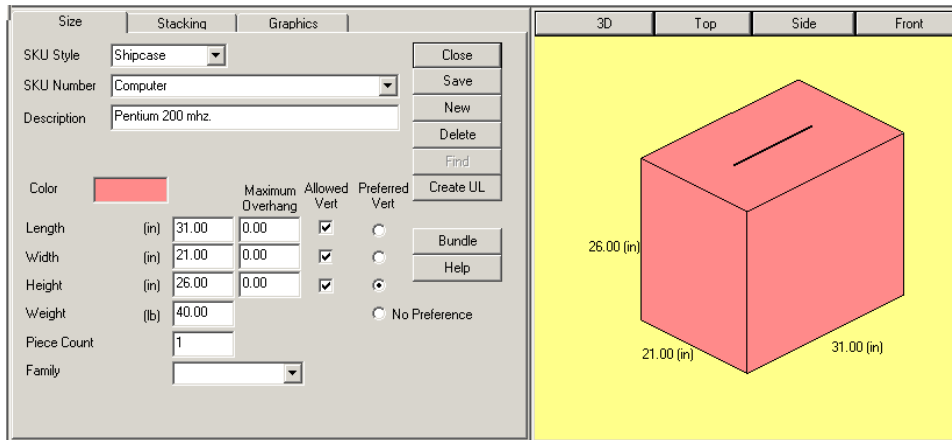 Size Stacking Graphics
3D Top Side Front
SKU Style Shipcase Close
SKU Number Computer Save
Description Pentium 200 mhz. New
Delete
Find
Color Maximum Overhang Allowed Vert Preferred Vert Create UL
Length (in) 31.00 0.00
Width (in) 21.00 0.00 Bundle
Height (in) 26.00 0.00 Help
Weight (lb) 40.00 No Preference
Piece Count 1
Family
26.00 (in)
21.00 (in) 31.00 (in)